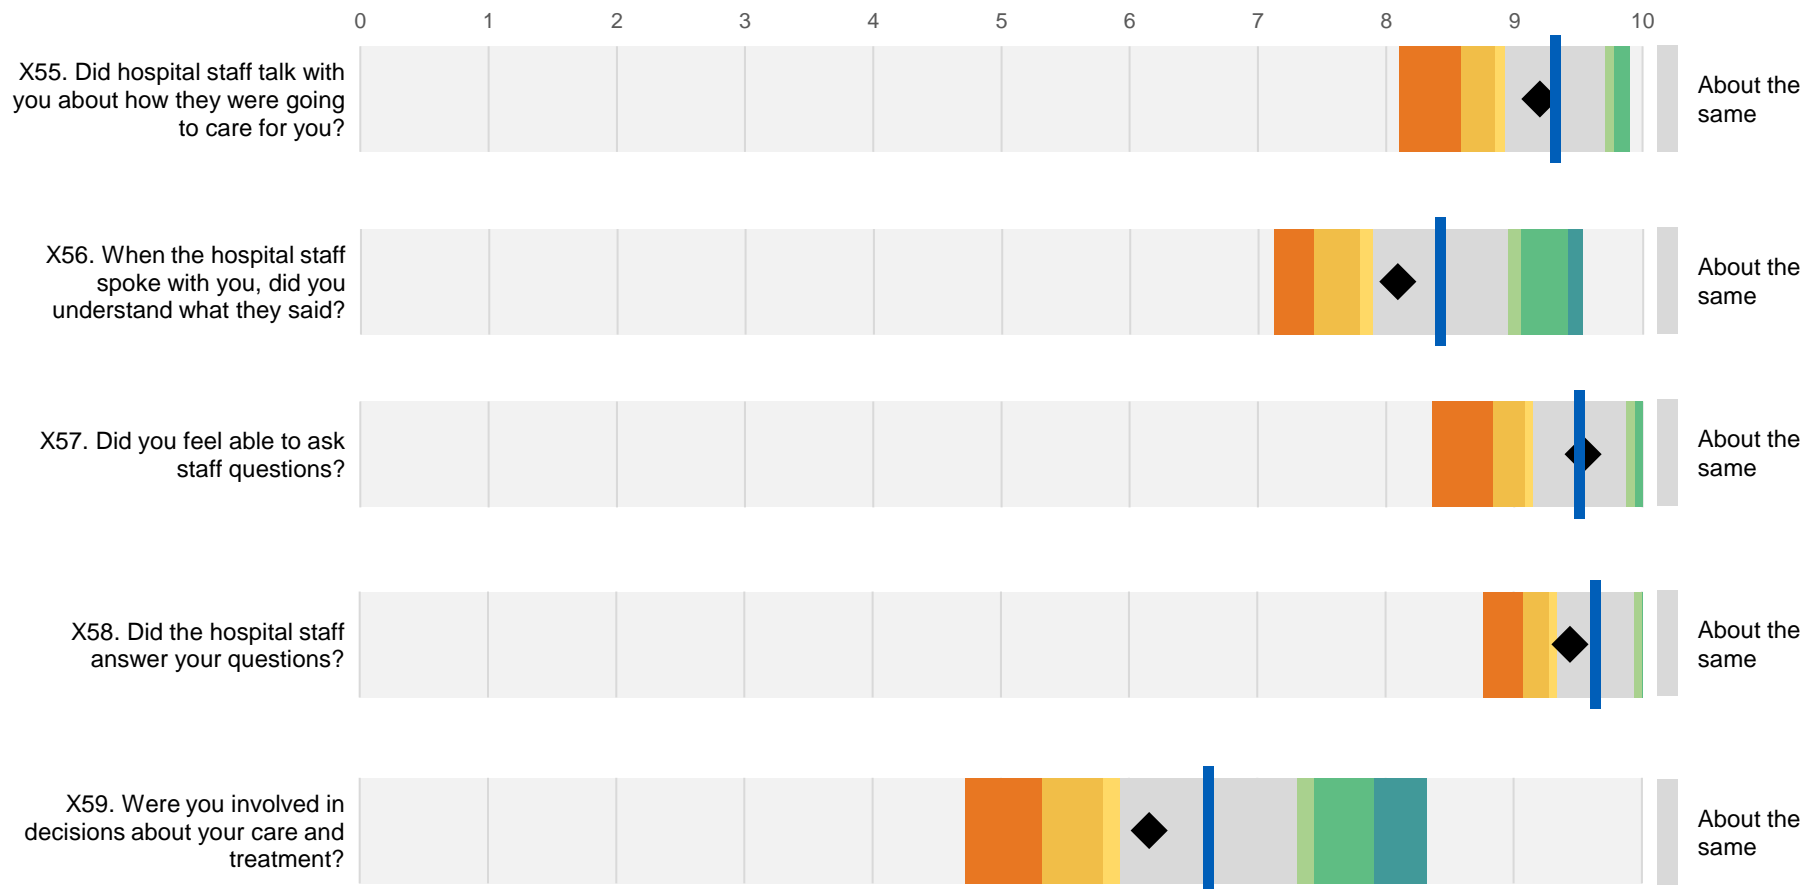 0 1 2 3 4 5 6 7 8 9 10
X55. Did hospital staff talk with
you about how they were going
to care for you?
About the
same
X56. When the hospital staff
spoke with you, did you
understand what they said?
About the
same
X57. Did you feel able to ask
staff questions?
About the
same
X58. Did the hospital staff
answer your questions?
About the
same
X59. Were you involved in
decisions about your care and
treatment?
About the
same